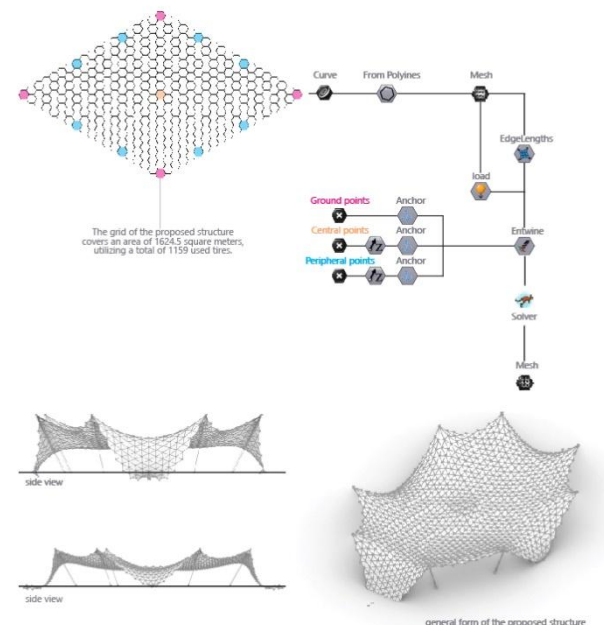 Curve
From Polyines
Mesh
EdgeLengths
load
Ground points
Anchor
Central points
Anchor
Entwine
Peripheral points
Anchor
The grid of the proposed structure
covers an area of 1624.5 square meters,
utilizing a total of 1159 used tires.
Solver
Mesh
side view
side view
general form of the proposed structure